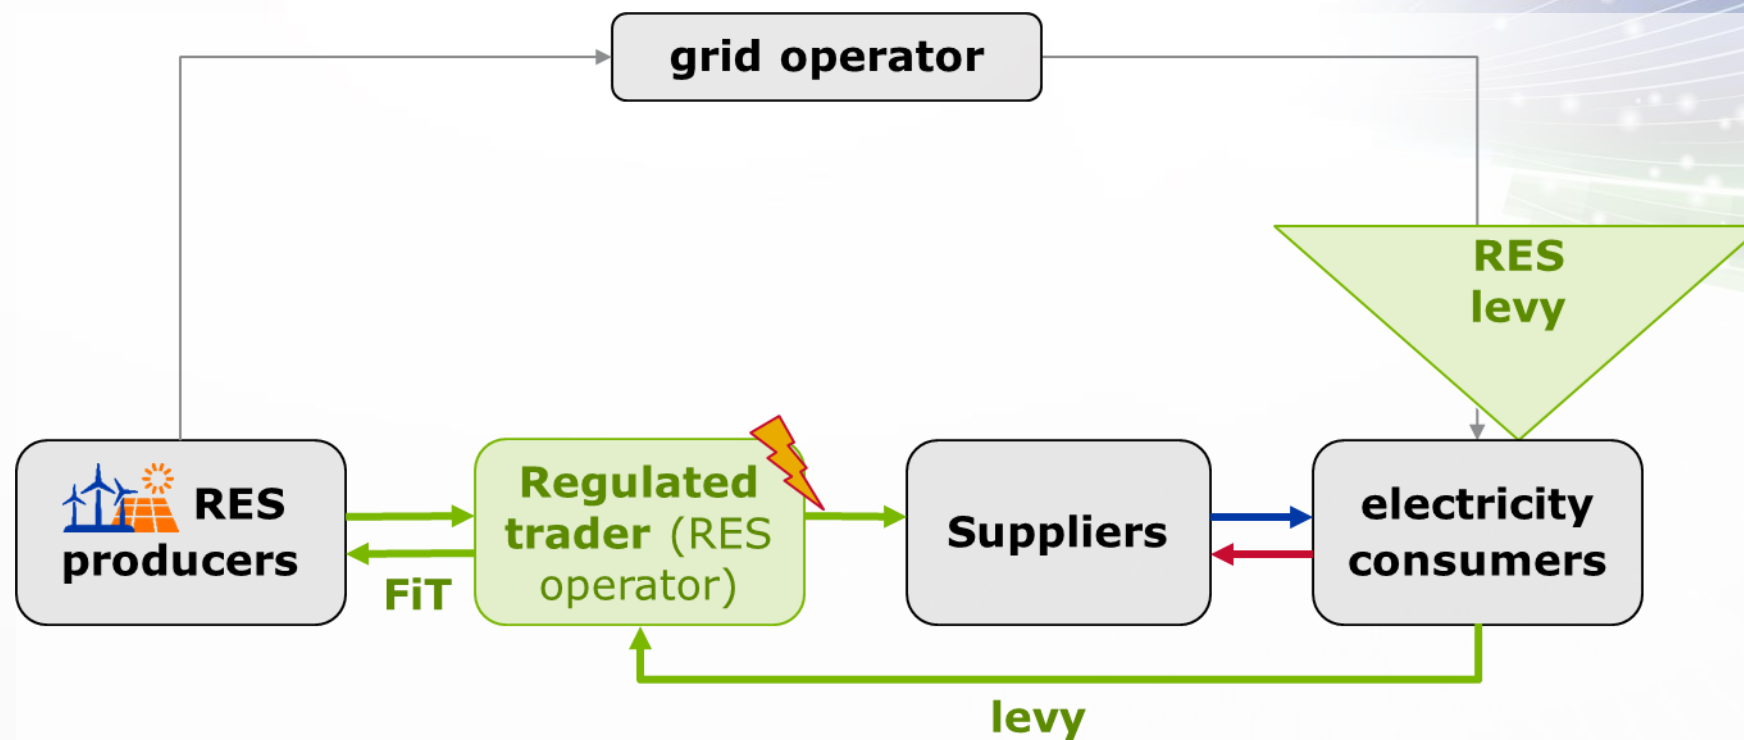 grid operator
RES
levy
RES
producers
FiT
Regulated
trader (RES
operator)
Suppliers
electricity
consumers
levy